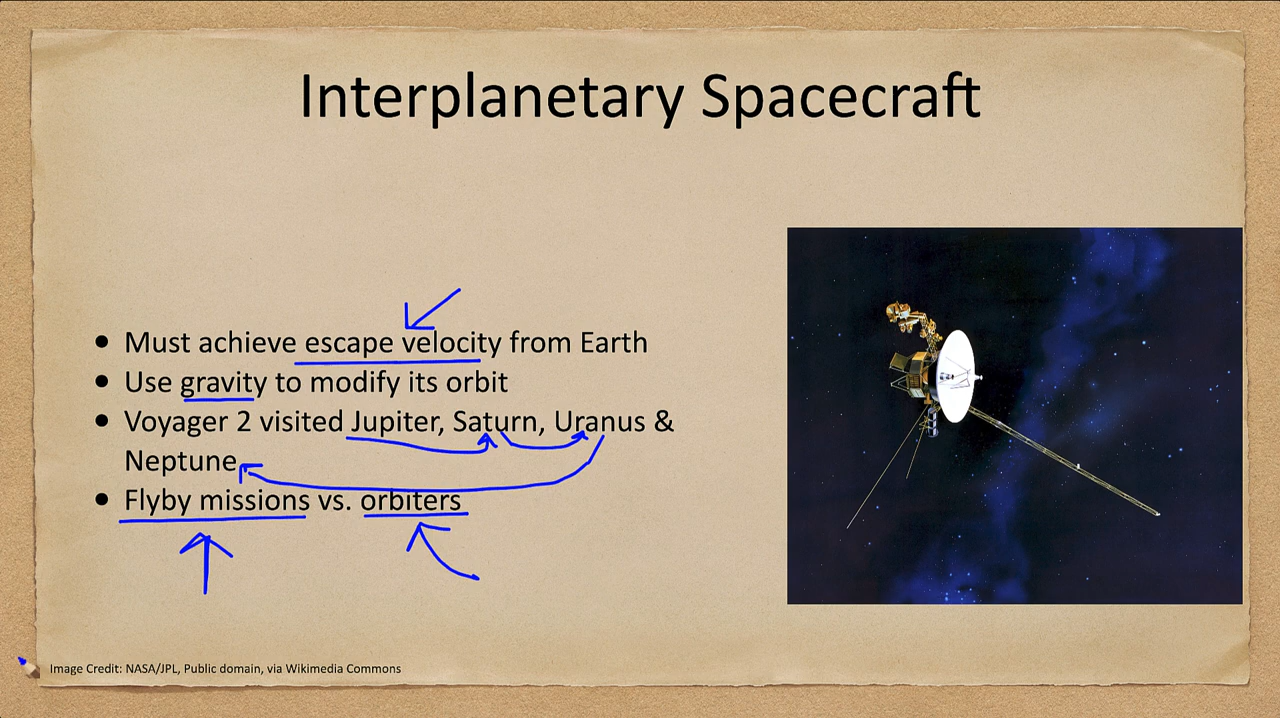 Interplanetary Spacecraft
• Must achieve escape velocity from Earth
• Use gravity to modify its orbit
• Voyager 2 visited Jupiter, Saturn, Uranus &
Neptune
• Flyby missions vs. orbiters
Image Credit: NASA/JPL, Public domain, via Wikimedia Commons